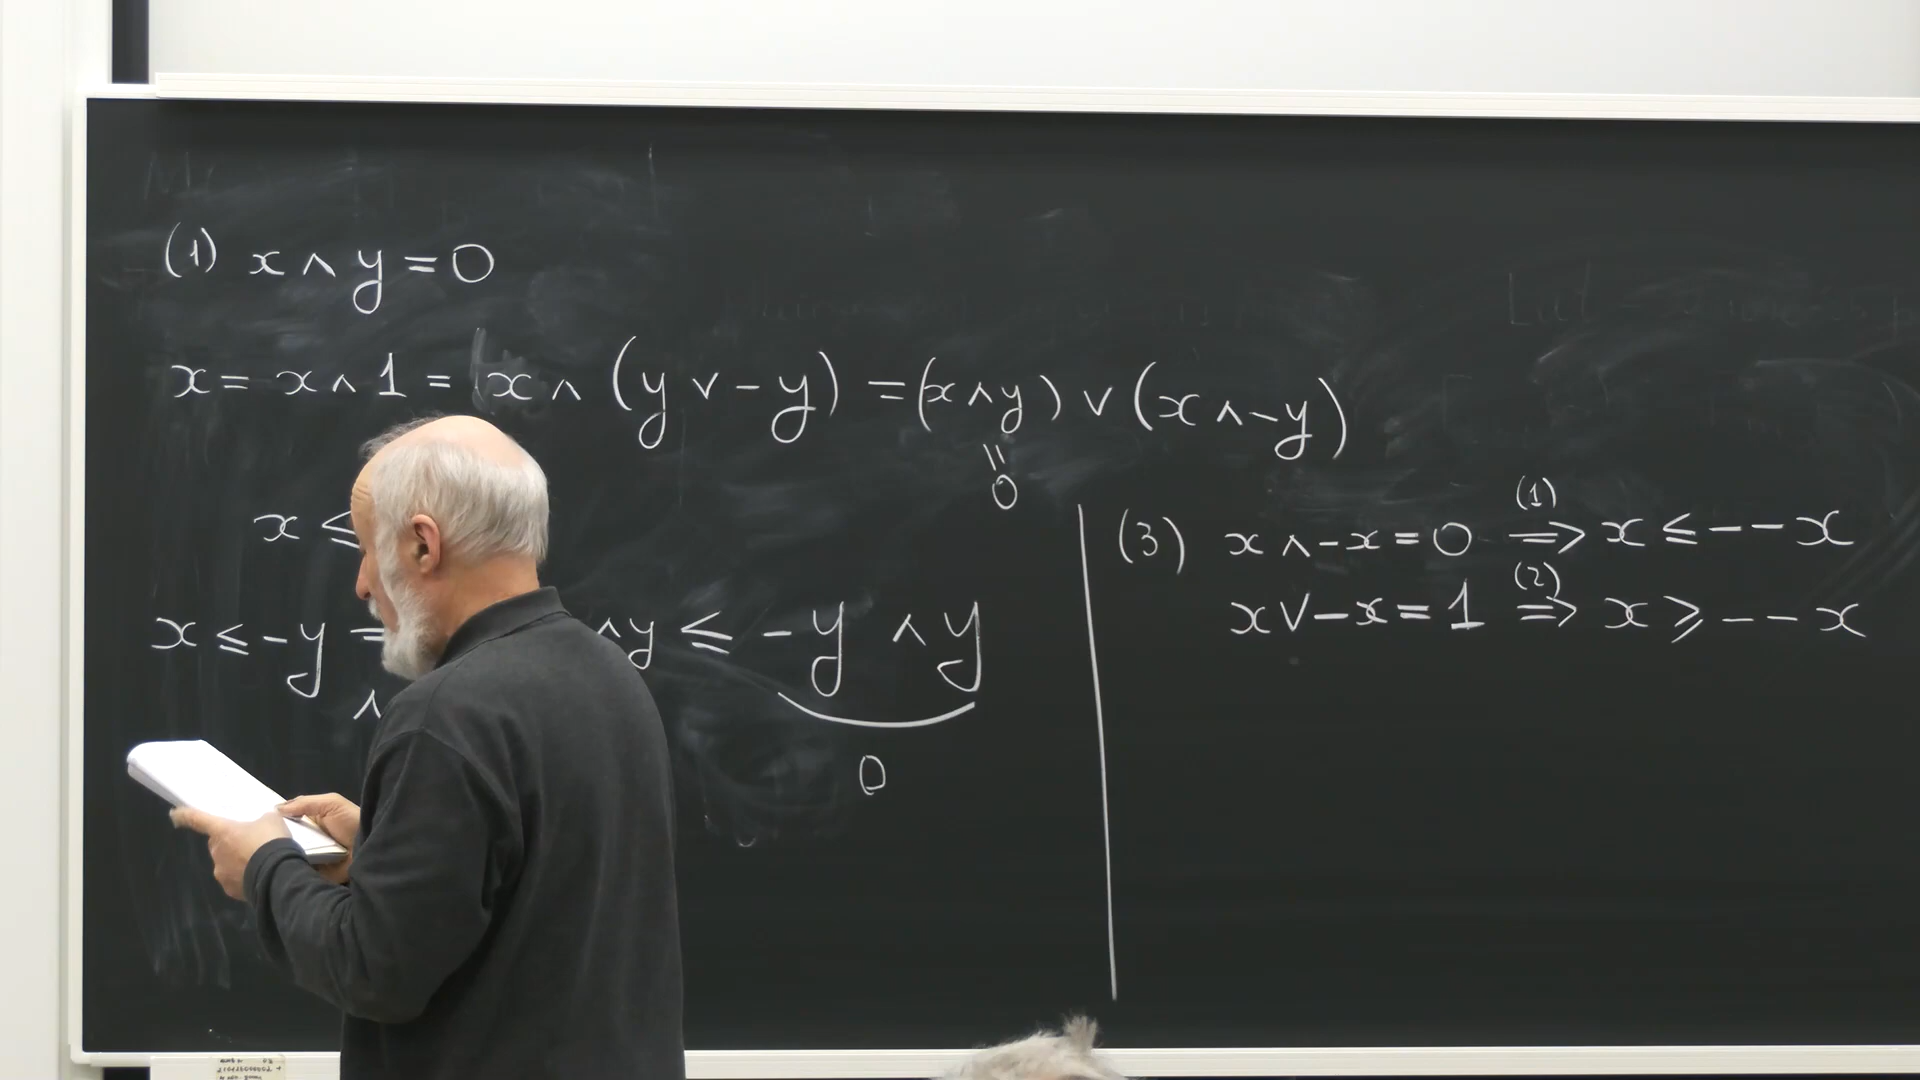 (1) x ∧ y = 0
x = x ∧ 1 = x ∧ (y ∨ -y) = (x ∧ y) ∨ (x ∧ -y)
=
0
x ≤
x ≤ -y = ∧ y ≤ -y ∧ y
∧
0
(1)
(3) x ∧ -x = 0 ⇒ x ≤ --x
(2)
x ∨ -x = 1 ⇒ x ≥ --x